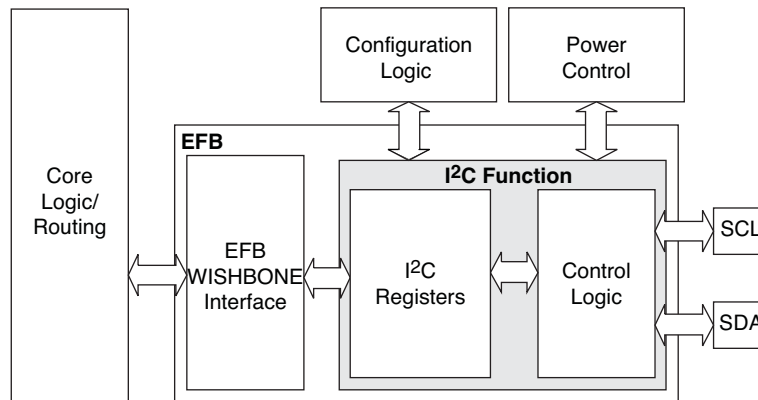 Configuration
Logic
Power
Control
EFB
I²C Function
Core
Logic/
Routing
EFB
WISHBONE
Interface
I²C
Registers
Control
Logic
SCL
SDA